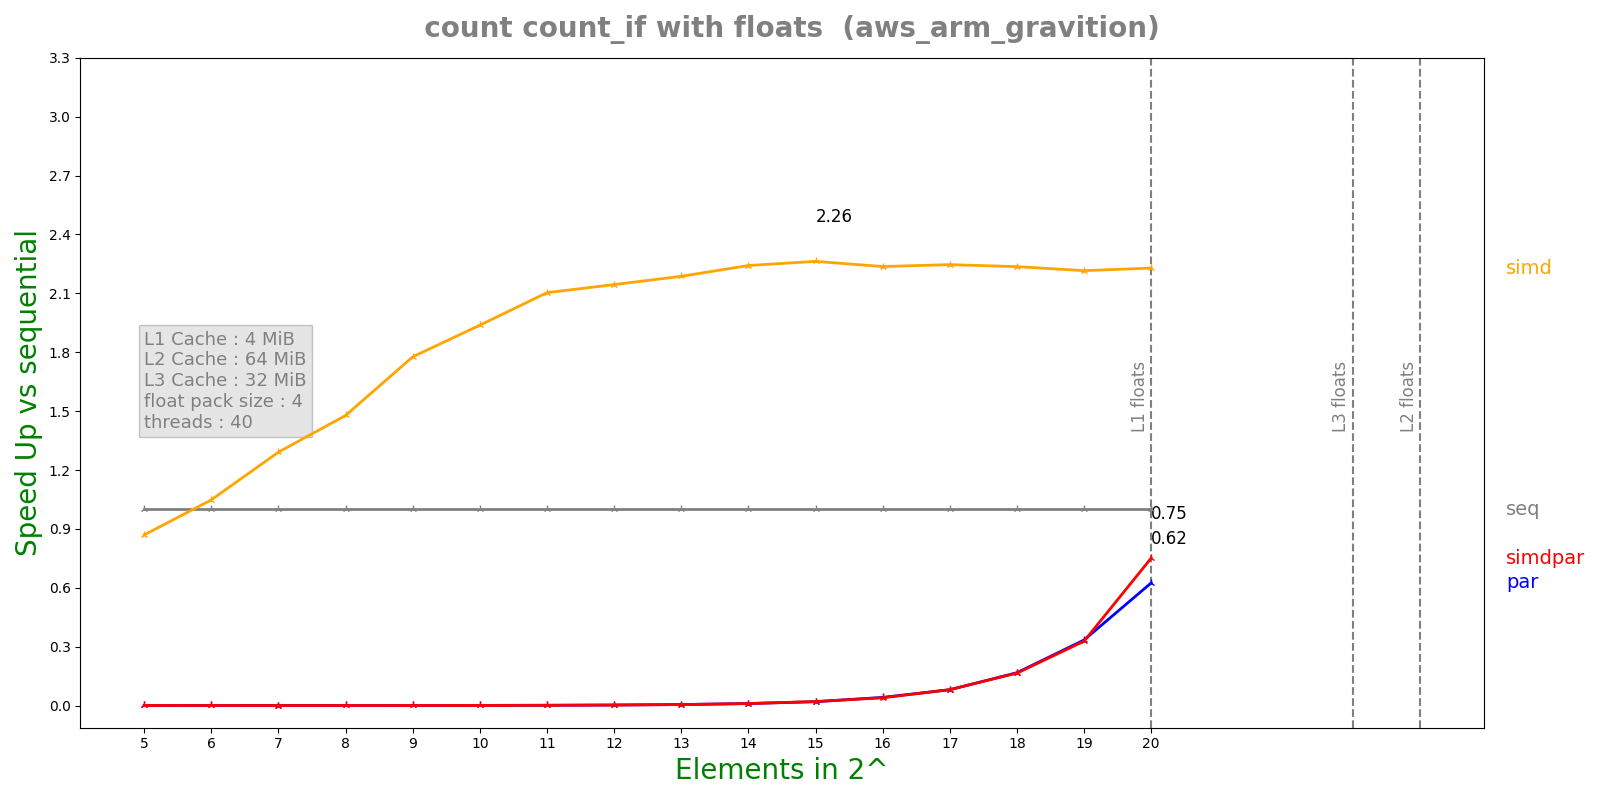 count count_if with floats (aws_arm_gravition)
Speed Up vs sequential
3.3
3.0
2.7
2.4
2.1
1.8
1.5
1.2
0.9
0.6
0.3
0.0
2.26
L1 Cache : 4 MiB
L2 Cache : 64 MiB
L3 Cache : 32 MiB
float pack size : 4
threads : 40
L1 floats
L3 floats
L2 floats
0.75
0.62
simd
seq
simdpar
par
5 6 7 8 9 10 11 12 13 14 15 16 17 18 19 20
Elements in 2^